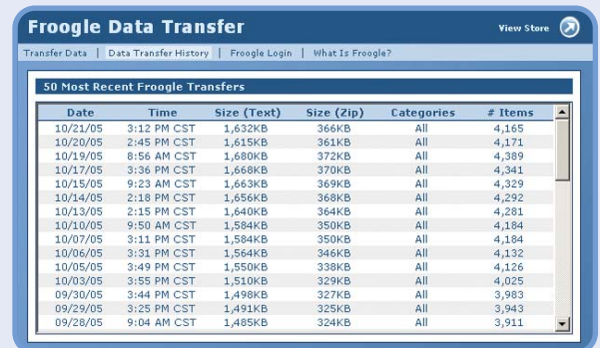 Froogle Data Transfer View Store
Transfer Data | Data Transfer History | Froogle Login | What Is Froogle?
50 Most Recent Froogle Transfers
Date Time Size (Text) Size (Zip) Categories # Items
10/21/05 3:12 PM CST 1,632KB 366KB All 4,165
10/20/05 2:45 PM CST 1,615KB 361KB All 4,171
10/19/05 8:56 AM CST 1,680KB 372KB All 4,389
10/17/05 3:36 PM CST 1,668KB 370KB All 4,341
10/15/05 9:23 AM CST 1,663KB 369KB All 4,329
10/14/05 2:18 PM CST 1,656KB 368KB All 4,292
10/13/05 2:15 PM CST 1,640KB 364KB All 4,281
10/10/05 9:50 AM CST 1,584KB 350KB All 4,184
10/07/05 3:11 PM CST 1,584KB 350KB All 4,184
10/06/05 3:31 PM CST 1,564KB 346KB All 4,132
10/05/05 3:49 PM CST 1,550KB 338KB All 4,126
10/03/05 3:55 PM CST 1,510KB 329KB All 4,025
09/30/05 3:44 PM CST 1,498KB 327KB All 3,983
09/29/05 3:25 PM CST 1,491KB 325KB All 3,943
09/28/05 9:04 AM CST 1,485KB 324KB All 3,911